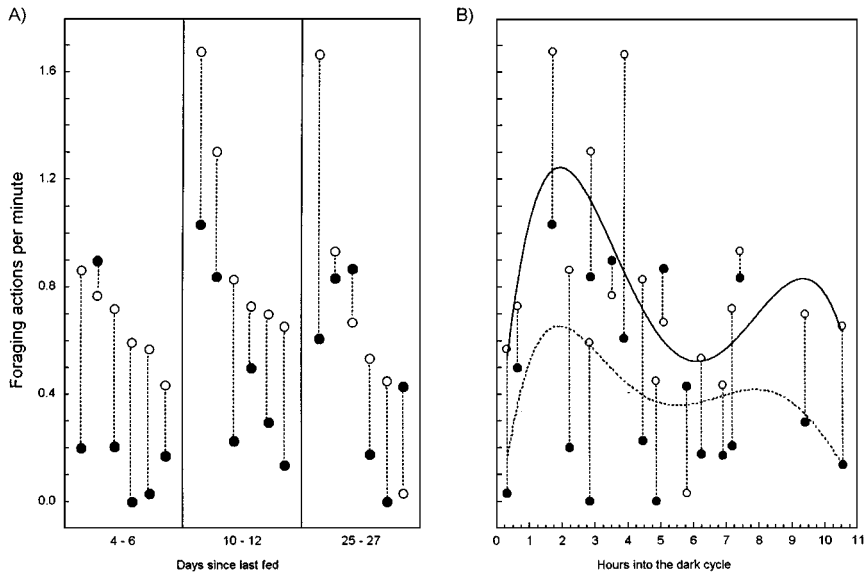 A)
B)
Foraging actions per minute
1.6
1.2
0.8
0.4
0.0
4 - 6
10 - 12
25 - 27
Days since last fed
0 1 2 3 4 5 6 7 8 9 10 11
Hours into the dark cycle